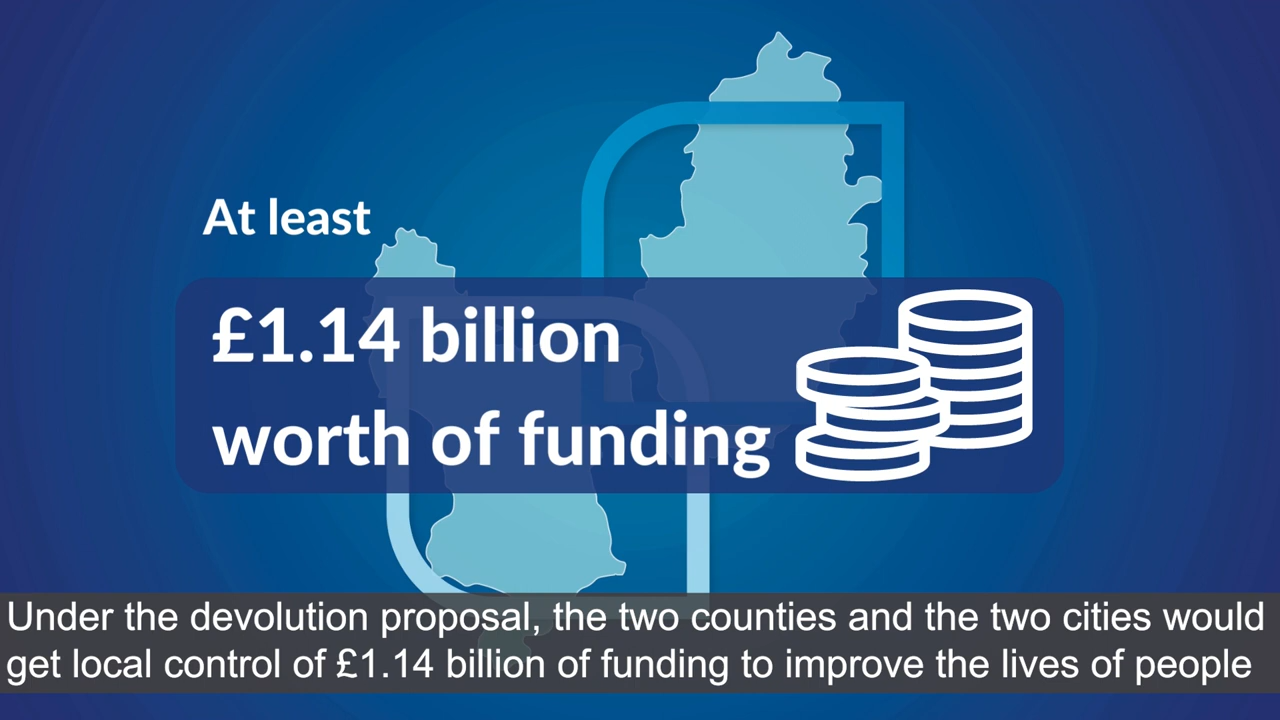 At least
£1.14 billion
worth of funding
Under the devolution proposal, the two counties and the two cities would
get local control of £1.14 billion of funding to improve the lives of people